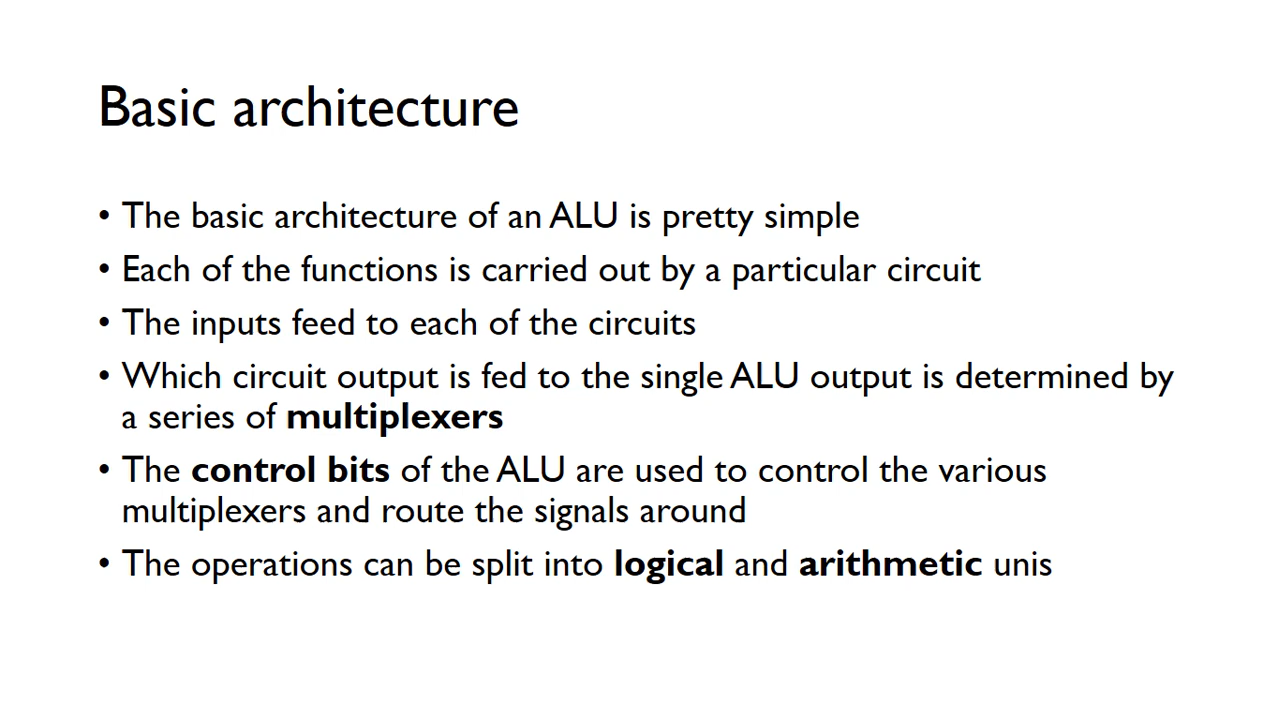 Basic architecture
• The basic architecture of an ALU is pretty simple
• Each of the functions is carried out by a particular circuit
• The inputs feed to each of the circuits
• Which circuit output is fed to the single ALU output is determined by
a series of multiplexers
• The control bits of the ALU are used to control the various
multiplexers and route the signals around
• The operations can be split into logical and arithmetic unis